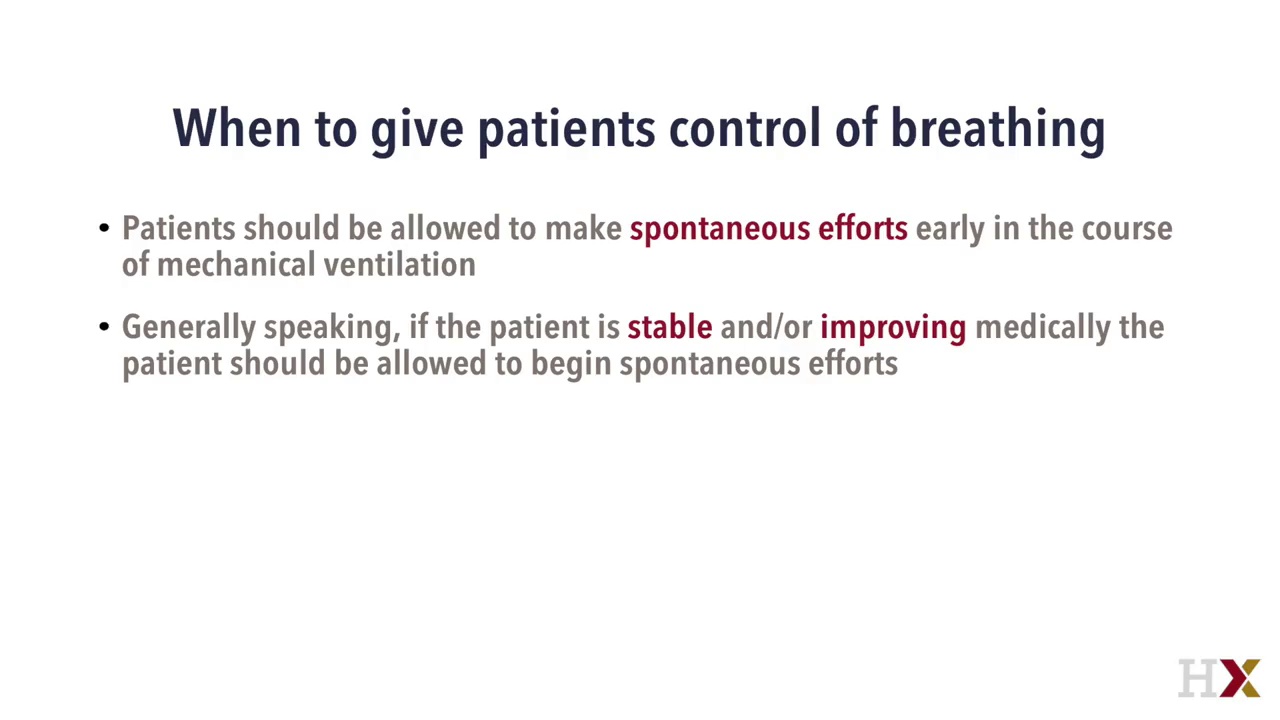 When to give patients control of breathing
• Patients should be allowed to make spontaneous efforts early in the course
of mechanical ventilation
• Generally speaking, if the patient is stable and/or improving medically the
patient should be allowed to begin spontaneous efforts
HX